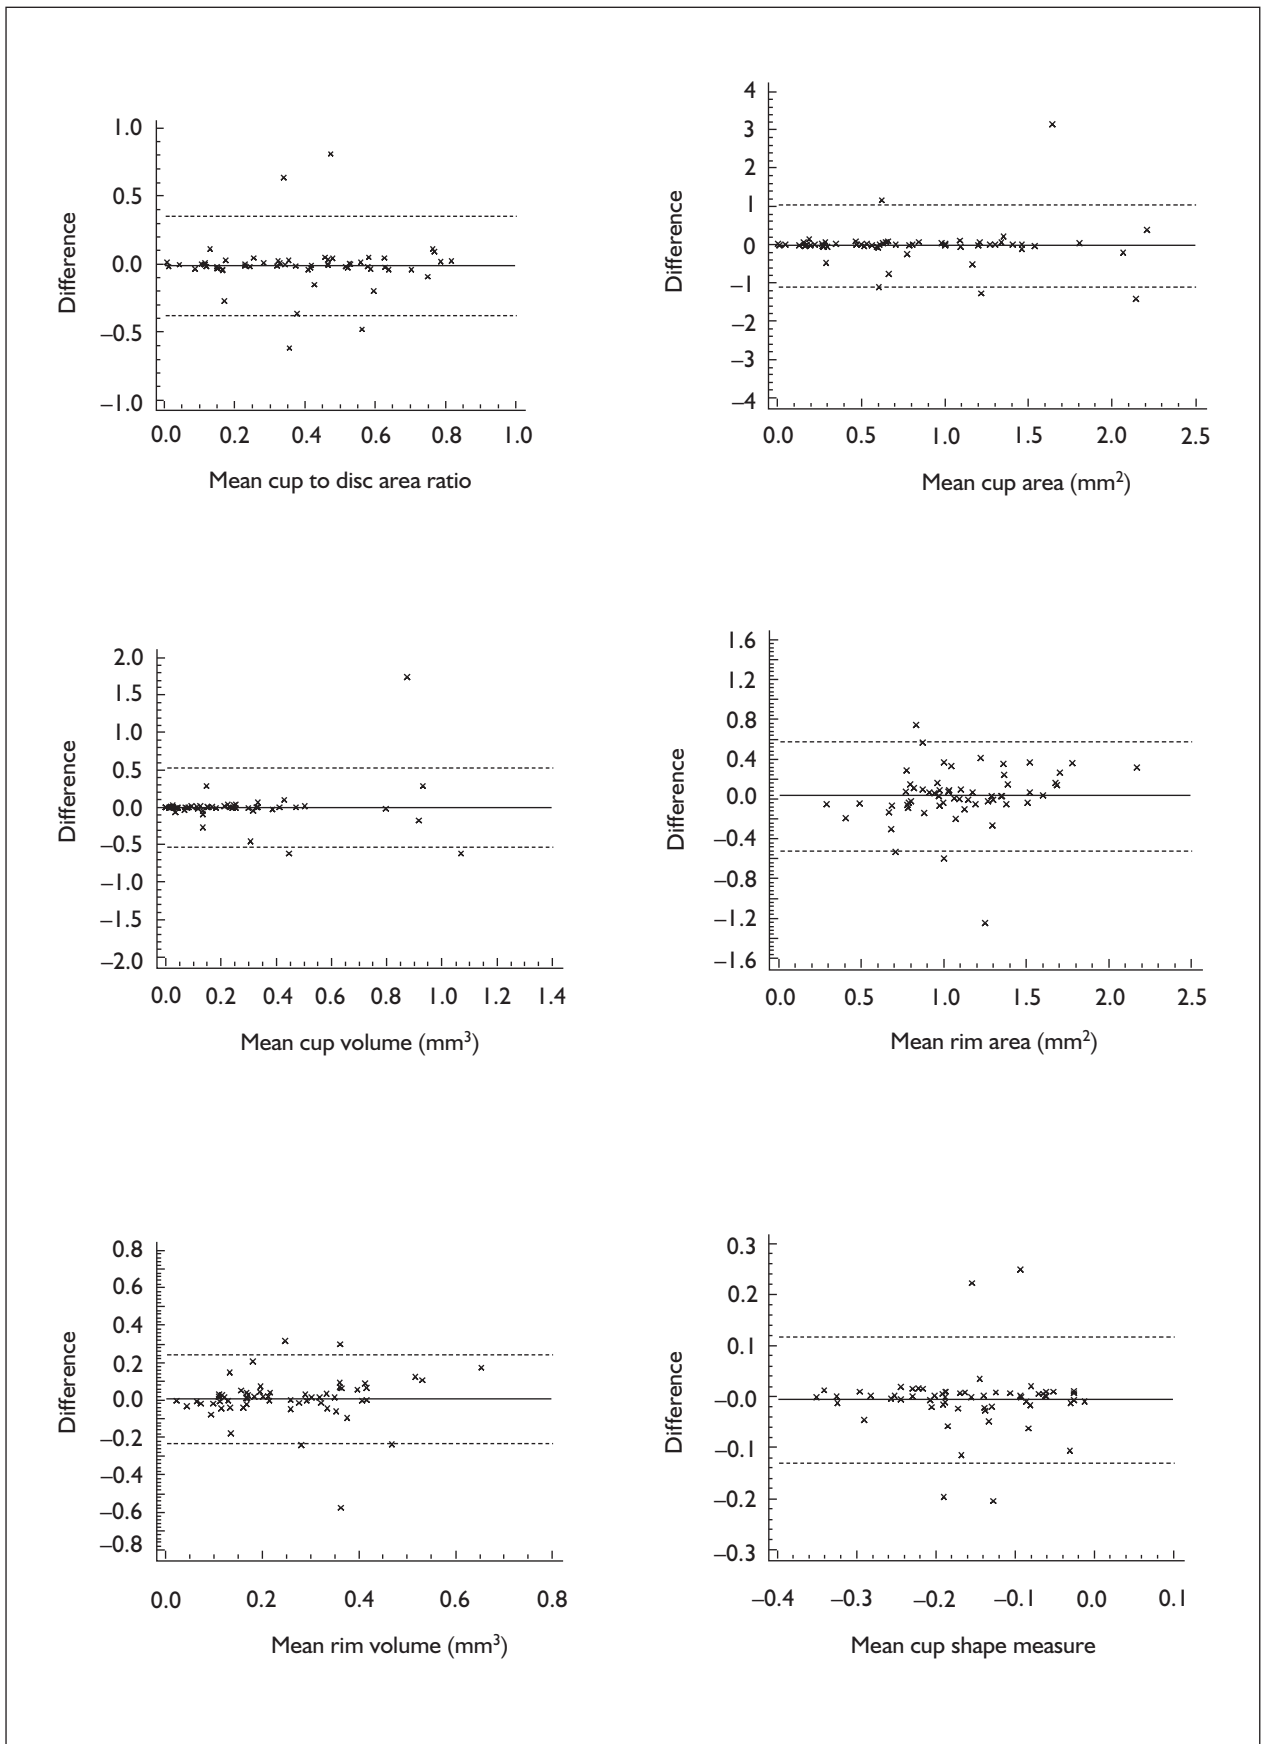 1.0
0.5
0.0
–0.5
–1.0
Difference
0.0 0.2 0.4 0.6 0.8 1.0
Mean cup to disc area ratio
4
3
2
1
0
–1
–2
–3
–4
Difference
0.0 0.5 1.0 1.5 2.0 2.5
Mean cup area (mm²)
2.0
1.5
1.0
0.5
0.0
–0.5
–1.0
–1.5
–2.0
Difference
0.0 0.2 0.4 0.6 0.8 1.0 1.2 1.4
Mean cup volume (mm³)
1.6
1.2
0.8
0.4
0.0
–0.4
–0.8
–1.2
–1.6
Difference
0.0 0.5 1.0 1.5 2.0 2.5
Mean rim area (mm²)
0.8
0.6
0.4
0.2
0.0
–0.2
–0.4
–0.6
–0.8
Difference
0.0 0.2 0.4 0.6 0.8
Mean rim volume (mm³)
0.3
0.2
0.1
–0.0
–0.1
–0.2
–0.3
Difference
–0.4 –0.3 –0.2 –0.1 0.0 0.1
Mean cup shape measure